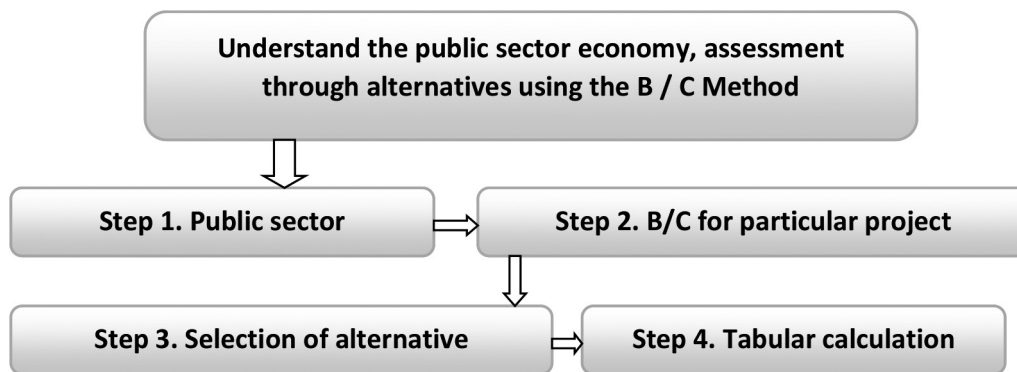 Understand the public sector economy, assessment
through alternatives using the B / C Method
Step 1. Public sector
Step 2. B/C for particular project
Step 3. Selection of alternative
Step 4. Tabular calculation